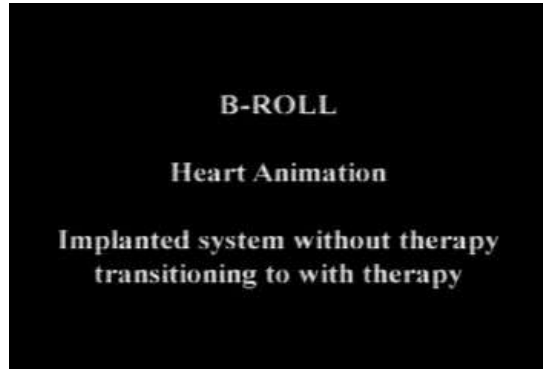 B-ROLL
Heart Animation
Implanted system without therapy
transitioning to with therapy